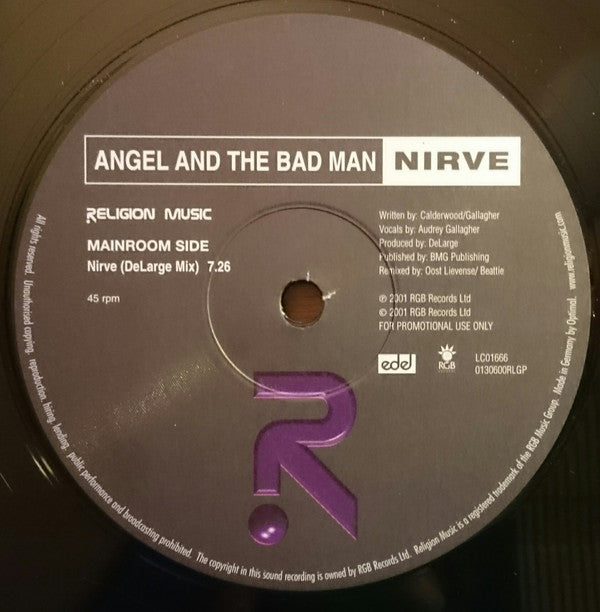 ANGEL AND THE BAD MAN NIRVE
RELIGION MUSIC
MAINROOM SIDE
Nirve (DeLarge Mix) 7.26
45 rpm
Written by: Calderwood/Gallagher
Vocals by: Audrey Gallagher
Produced by: DeLarge
Published by: BMG Publishing
Remixed by: Oost Lievense/ Beattie
℗ 2001 RGB Records Ltd
© 2001 RGB Records Ltd
FOR PROMOTIONAL USE ONLY
edel
RGB
LC01666
0130600RLGP
R.
All rights reserved. Unauthorised copying, reproduction, hiring, lending, public performance and broadcasting prohibited. The copyright in this sound recording is owned by RGB Records Ltd. Religion Music is a registered trademark of the RGB Music Group. Made in Germany by Optimal. www.religionmusic.com